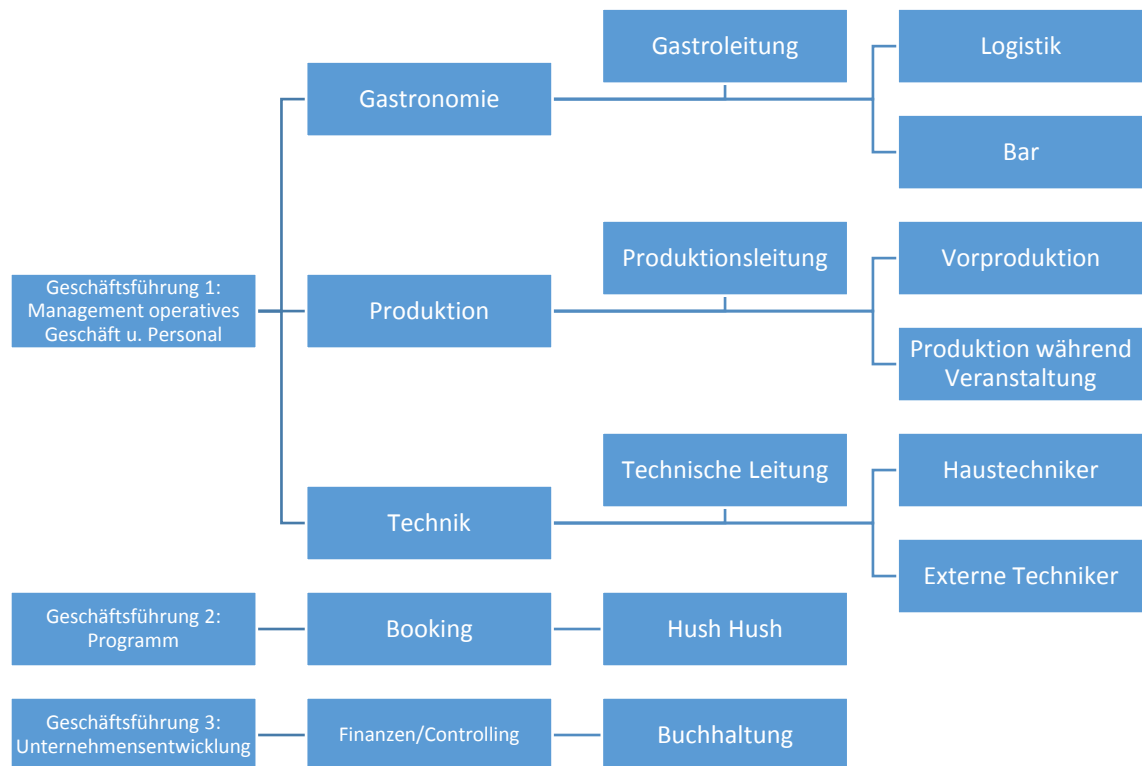 Gastroleitung
Logistik
Gastronomie
Bar
Produktionsleitung
Vorproduktion
Geschäftsführung 1:
Management operatives
Geschäft u. Personal
Produktion
Produktion während
Veranstaltung
Technische Leitung
Haustechniker
Technik
Externe Techniker
Geschäftsführung 2:
Programm
Booking
Hush Hush
Geschäftsführung 3:
Unternehmensentwicklung
Finanzen/Controlling
Buchhaltung